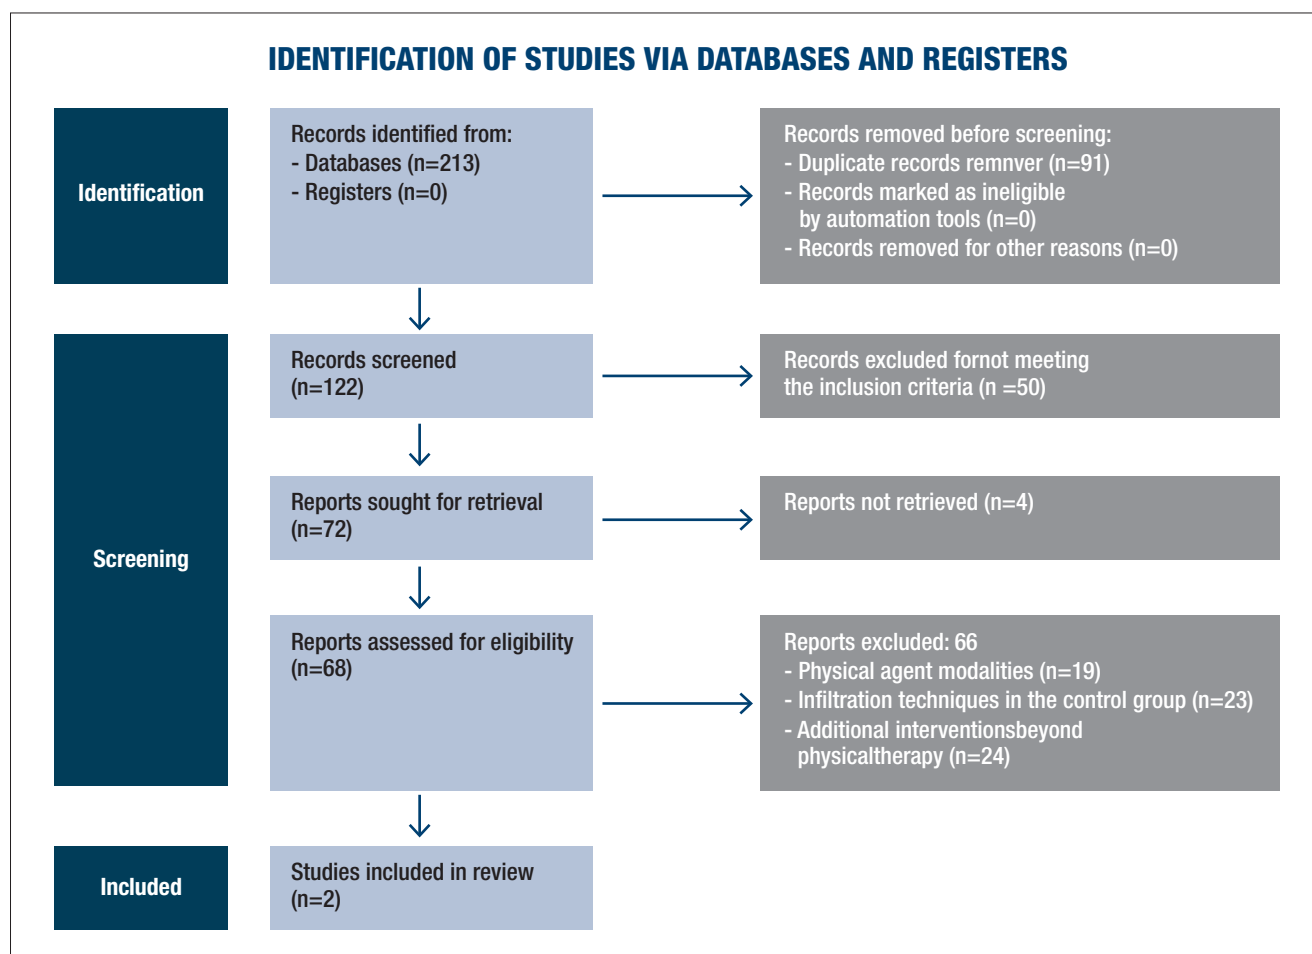 IDENTIFICATION OF STUDIES VIA DATABASES AND REGISTERS
Identification
Records identified from:
- Databases (n=213)
- Registers (n=0)
Records removed before screening:
- Duplicate records remnver (n=91)
- Records marked as ineligible
by automation tools (n=0)
- Records removed for other reasons (n=0)
Screening
Records screened
(n=122)
Records excluded fornot meeting
the inclusion criteria (n =50)
Reports sought for retrieval
(n=72)
Reports not retrieved (n=4)
Reports assessed for eligibility
(n=68)
Reports excluded: 66
- Physical agent modalities (n=19)
- Infiltration techniques in the control group (n=23)
- Additional interventionsbeyond
physicaltherapy (n=24)
Included
Studies included in review
(n=2)